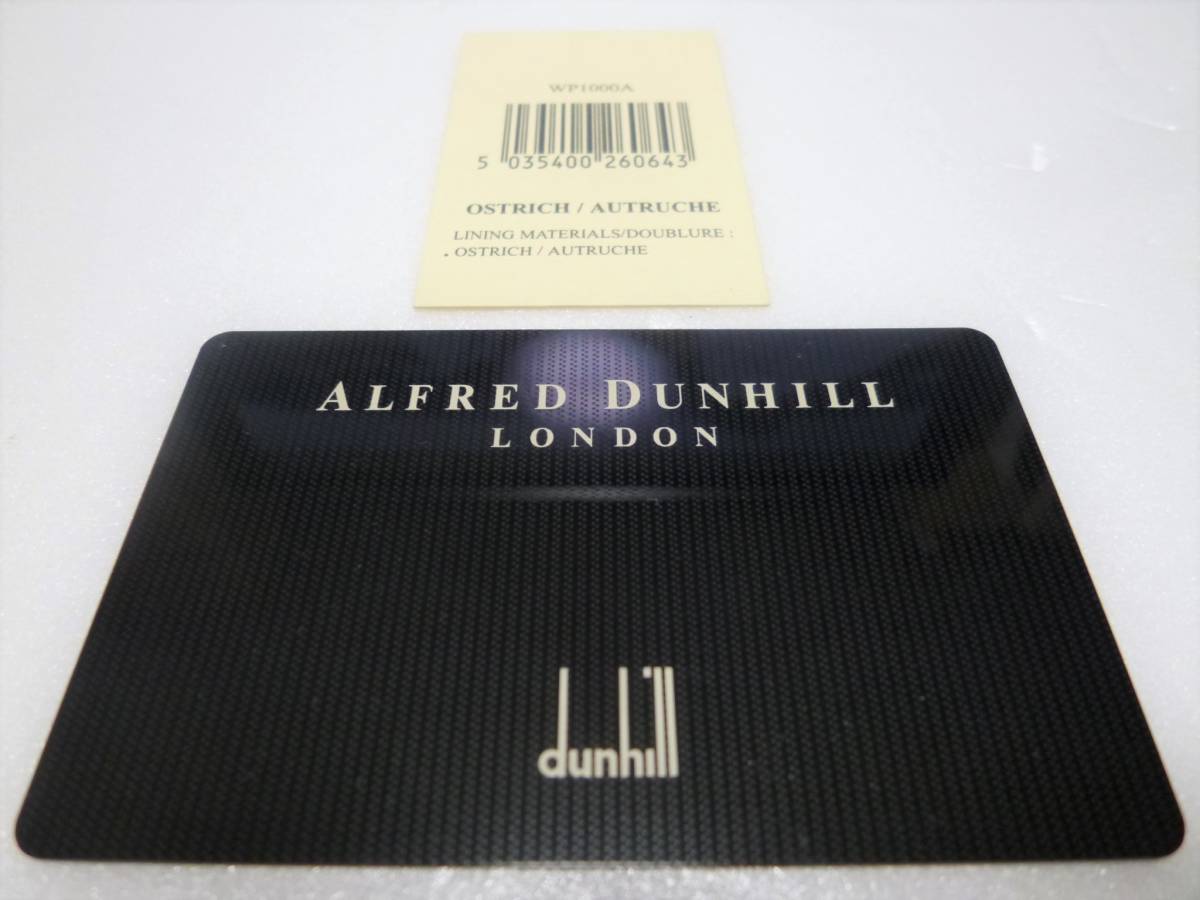 WP1000A
5 035400 260643
OSTRICH / AUTRUCHE
LINING MATERIALS/DOUBLURE :
. OSTRICH / AUTRUCHE
ALFRED DUNHILL
LONDON
dunhill